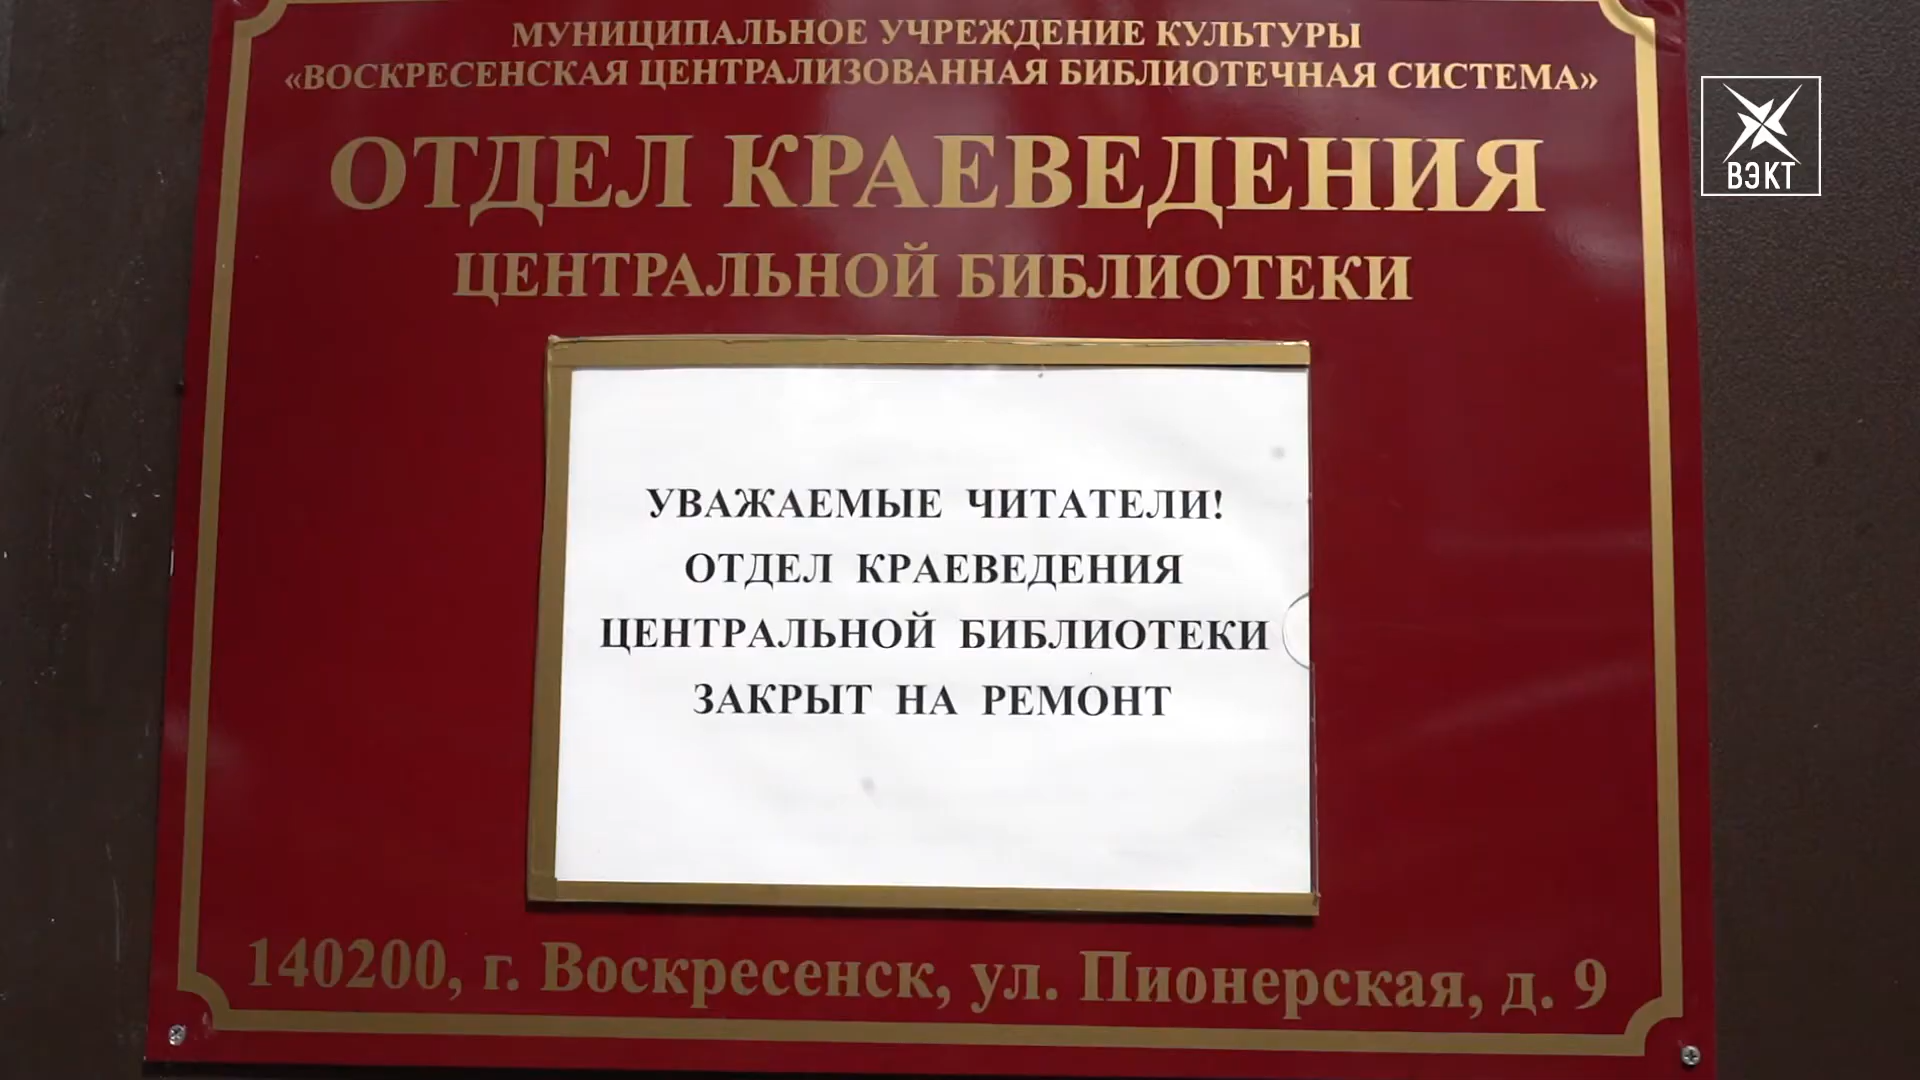 МУНИЦИПАЛЬНОЕ УЧРЕЖДЕНИЕ КУЛЬТУРЫ
«ВОСКРЕСЕНСКАЯ ЦЕНТРАЛИЗОВАННАЯ БИБЛИОТЕЧНАЯ СИСТЕМА»
ОТДЕЛ КРАЕВЕДЕНИЯ
ВЭКТ
ЦЕНТРАЛЬНОЙ БИБЛИОТЕКИ
УВАЖАЕМЫЕ ЧИТАТЕЛИ!
ОТДЕЛ КРАЕВЕДЕНИЯ
ЦЕНТРАЛЬНОЙ БИБЛИОТЕКИ
ЗАКРЫТ НА РЕМОНТ
140200, г. Воскресенск, ул. Пионерская, д. 9